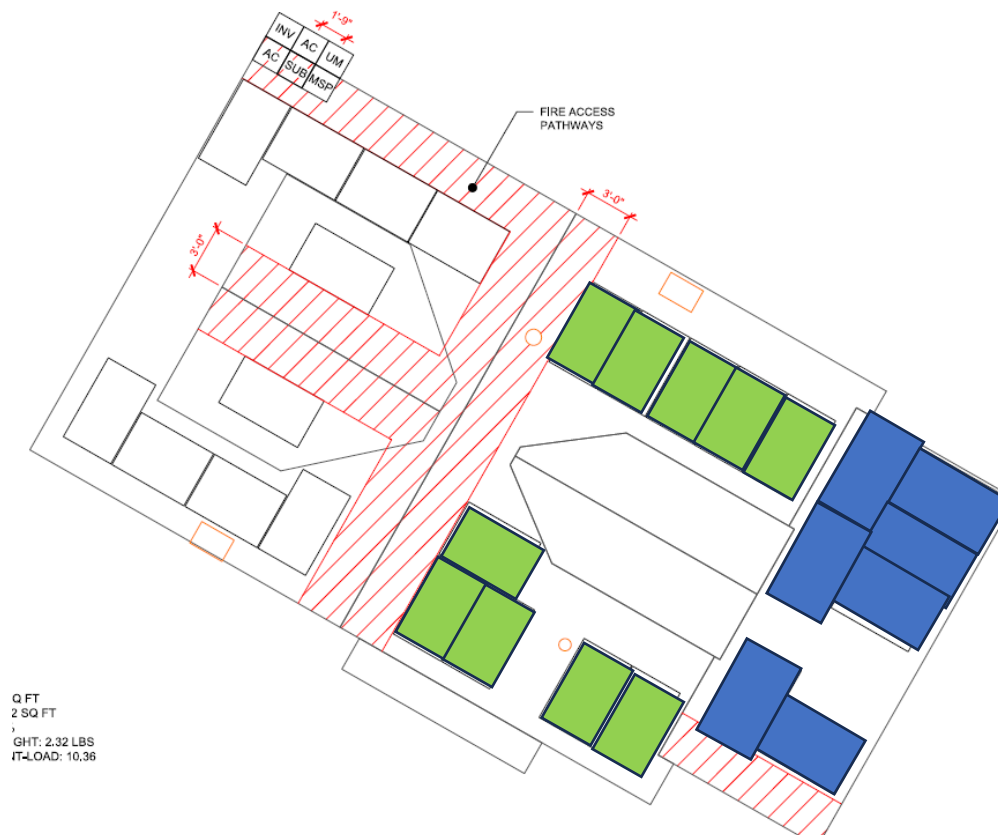 1'-9"
INV AC UM
AC SUB MSP
FIRE ACCESS
PATHWAYS
3'-0"
3'-0"
Q FT
2 SQ FT
GHT: 2.32 LBS
NT-LOAD: 10.36